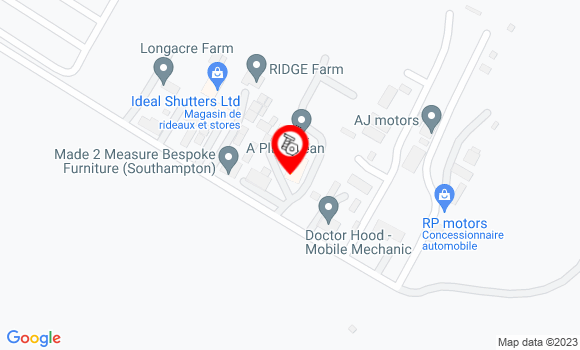 Longacre Farm
RIDGE Farm
Ideal Shutters Ltd
Magasin de
rideaux et stores
AJ motors
Made 2 Measure Bespoke
Furniture (Southampton)
RP motors
Concessionnaire
automobile
Doctor Hood -
Mobile Mechanic
Google
Map data ©2023